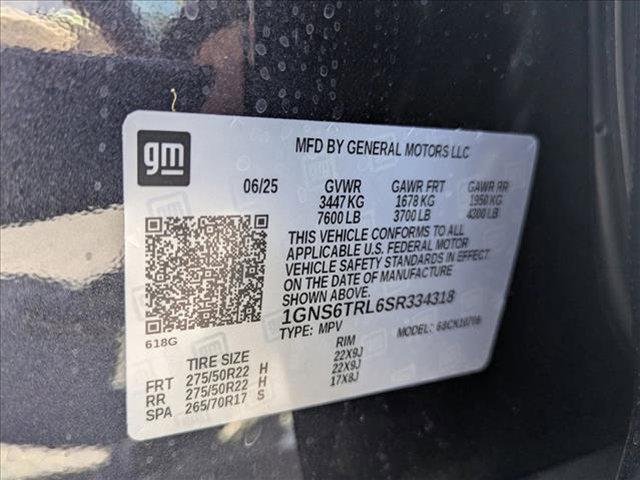 gm
MFD BY GENERAL MOTORS LLC
06/25 GVWR GAWR FRT GAWR RR
3447 KG 1678 KG 1950 KG
7600 LB 3700 LB 4300 LB
THIS VEHICLE CONFORMS TO ALL
APPLICABLE U.S. FEDERAL MOTOR
VEHICLE SAFETY STANDARDS IN EFFECT
ON THE DATE OF MANUFACTURE
SHOWN ABOVE.
1GNS6TRL6SR334318
TYPE: MPV MODEL:
618G
TIRE SIZE RIM
FRT 275/50R22 H 22X9J
RR 275/50R22 H 22X9J
SPA 265/70R17 S 17X8J